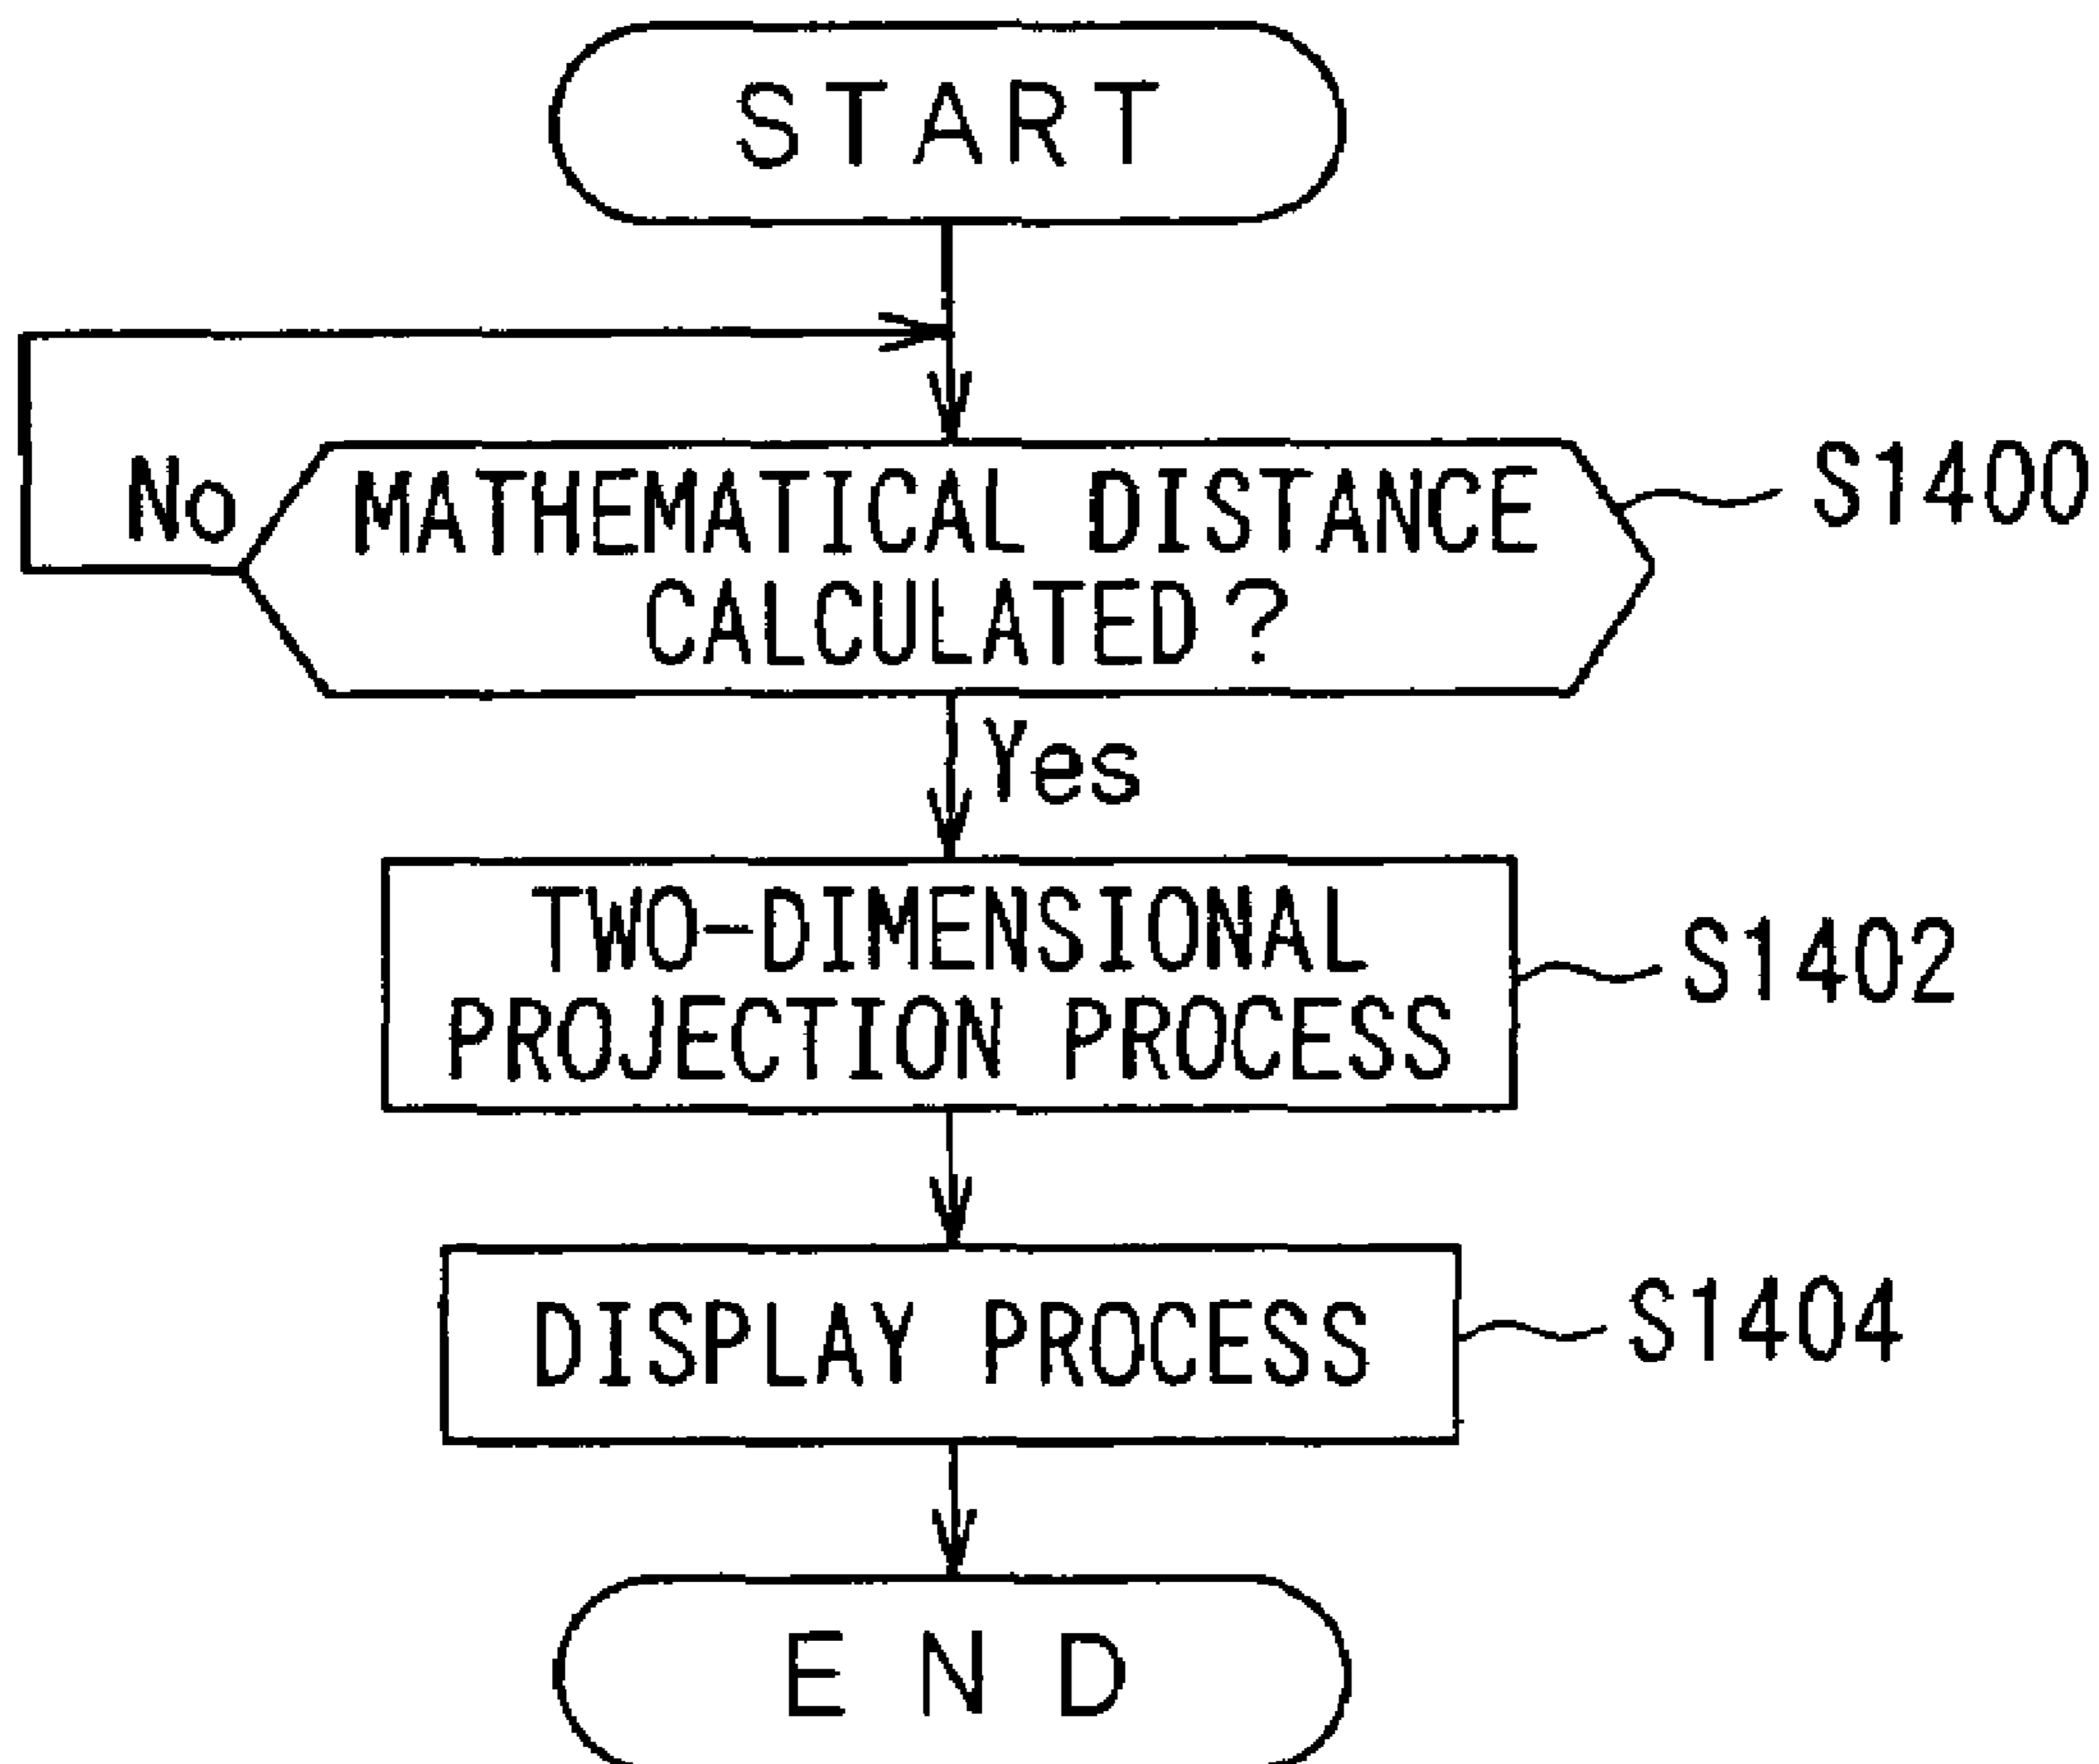 START
No
MATHEMATICAL DISTANCE
CALCULATED?
S1400
Yes
TWO-DIMENSIONAL
PROJECTION PROCESS
S1402
DISPLAY PROCESS
S1404
END